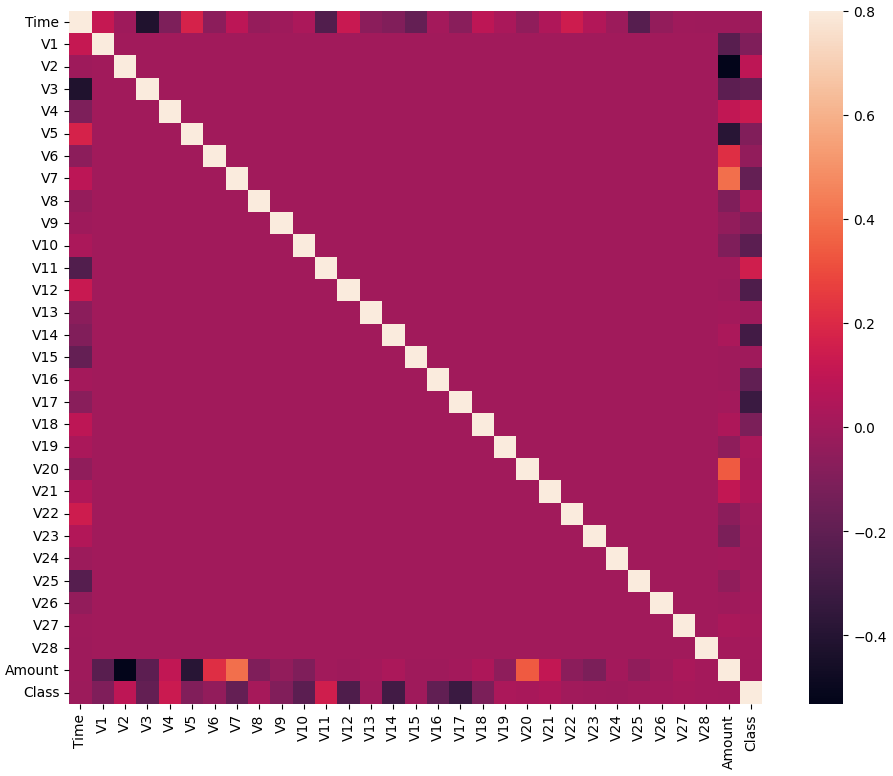 Time
V1
V2
V3
V4
V5
V6
V7
V8
V9
V10
V11
V12
V13
V14
V15
V16
V17
V18
V19
V20
V21
V22
V23
V24
V25
V26
V27
V28
Amount
Class
Time V1 V2 V3 V4 V5 V6 V7 V8 V9 V10 V11 V12 V13 V14 V15 V16 V17 V18 V19 V20 V21 V22 V23 V24 V25 V26 V27 V28 Amount Class
0.8
0.6
0.4
0.2
0.0
−0.2
−0.4